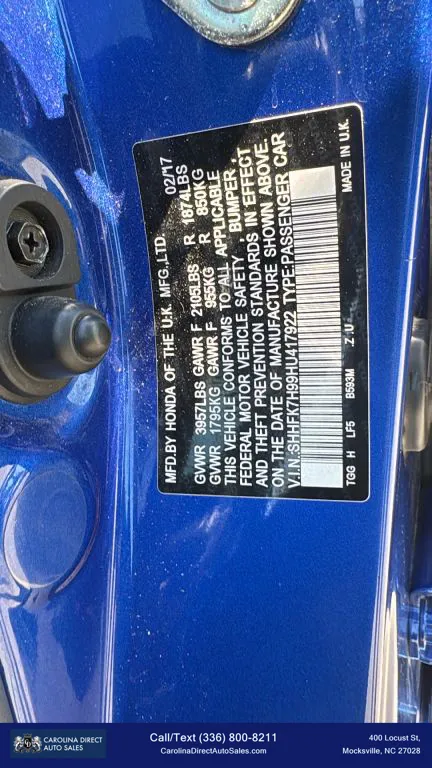 MFD.BY HONDA OF THE U.K. MFG.,LTD. 02/17
GVWR 3957LBS GAWR F 2105LBS R 1874LBS
GVWR 1795KG GAWR F 955KG R 850KG
THIS VEHICLE CONFORMS TO ALL APPLICABLE
FEDERAL MOTOR VEHICLE SAFETY , BUMPER ,
AND THEFT PREVENTION STANDARDS IN EFFECT
ON THE DATE OF MANUFACTURE SHOWN ABOVE.
V.I.N.:SHHFK7H99HU417922 TYPE:PASSENGER CAR
TGG H LF5 B593M .Z.U MADE IN U.K.
CAROLINA DIRECT
AUTO SALES
Call/Text (336) 800-8211
CarolinaDirectAutoSales.com
400 Locust St,
Mocksville, NC 27028